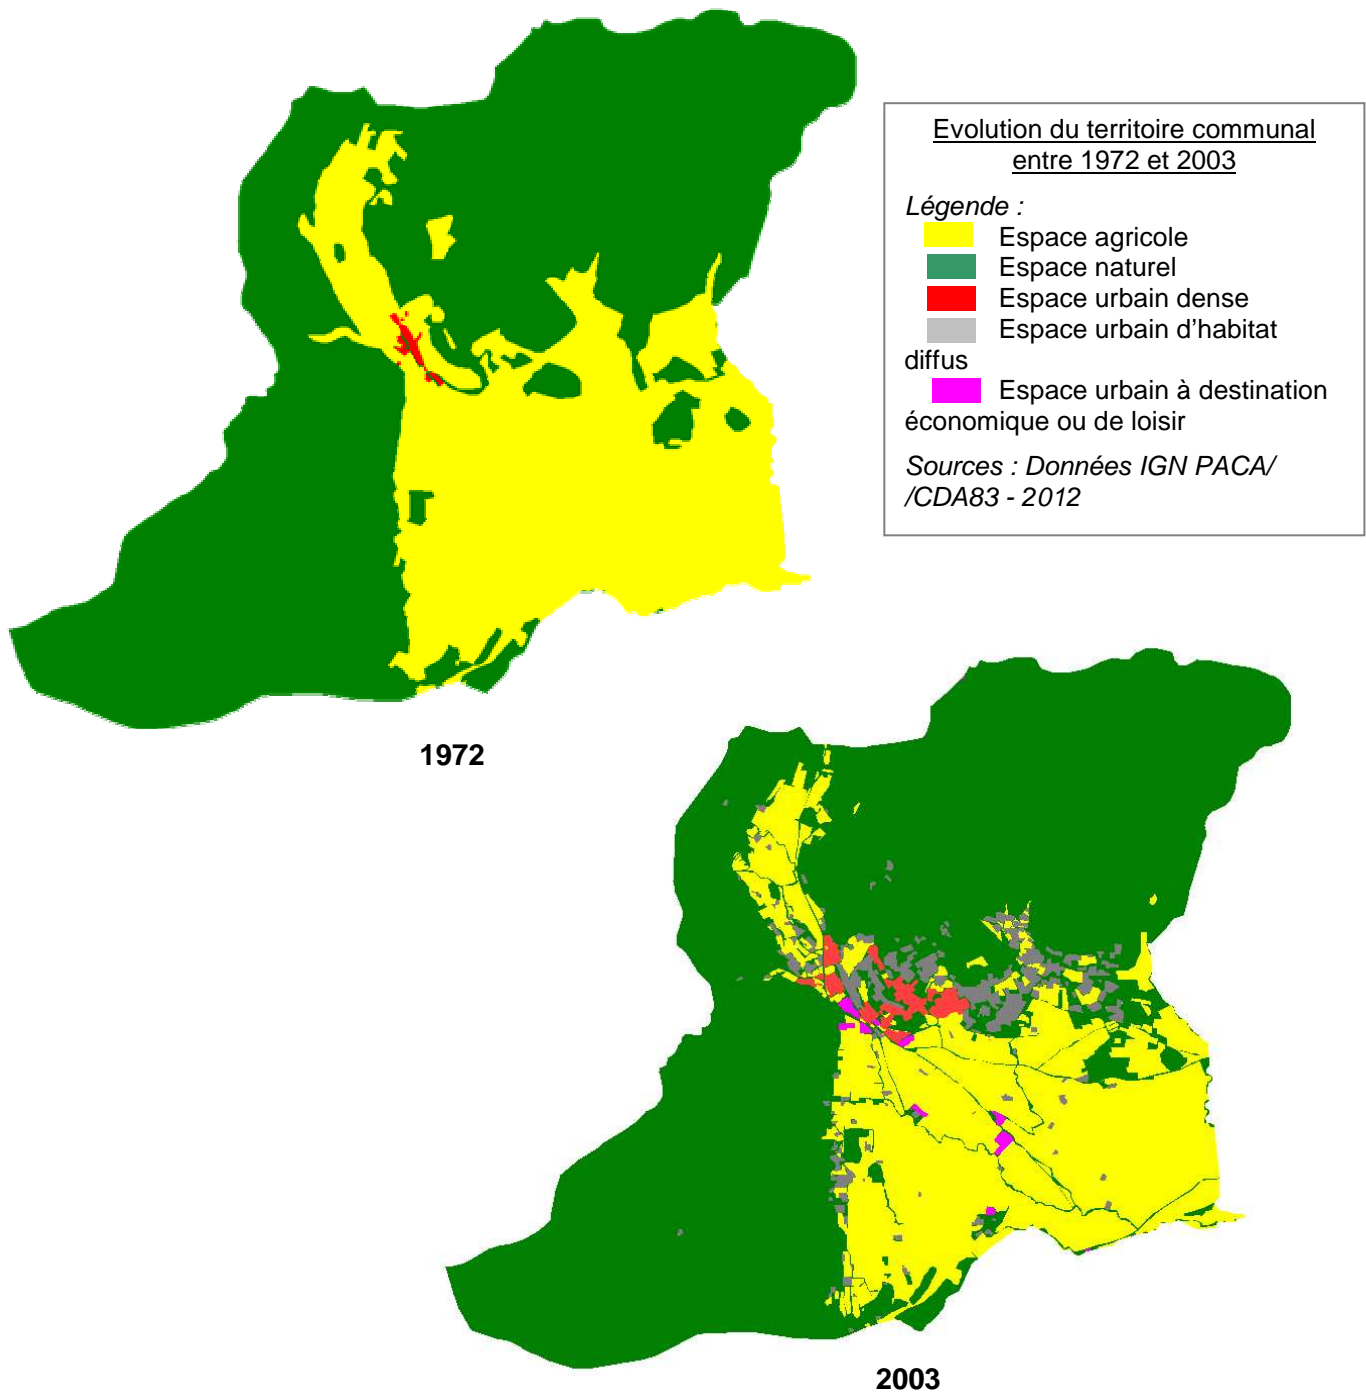 Evolution du territoire communal
entre 1972 et 2003
Légende :
Espace agricole
Espace naturel
Espace urbain dense
Espace urbain d'habitat
diffus
Espace urbain à destination
économique ou de loisir
Sources : Données IGN PACA/
/CDA83 - 2012
1972
2003